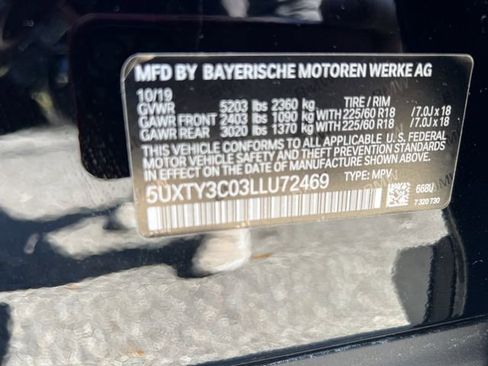 MFD BY BAYERISCHE MOTOREN WERKE AG
10/19
GVWR 5203 lbs 2360 kg TIRE / RIM
GAWR FRONT 2403 lbs 1090 kg WITH 225/60 R18 /7.0J x 18
GAWR REAR 3020 lbs 1370 kg WITH 225/60 R18 /7.0J x 18
THIS VEHICLE CONFORMS TO ALL APPLICABLE U.S. FEDERAL
MOTOR VEHICLE SAFETY AND THEFT PREVENTION STANDARDS
IN EFFECT ON THE DATE OF MANUFACTURE SHOWN ABOVE.
5UXTY3C03LLU72469 TYPE: MPV
668U
7 320 730